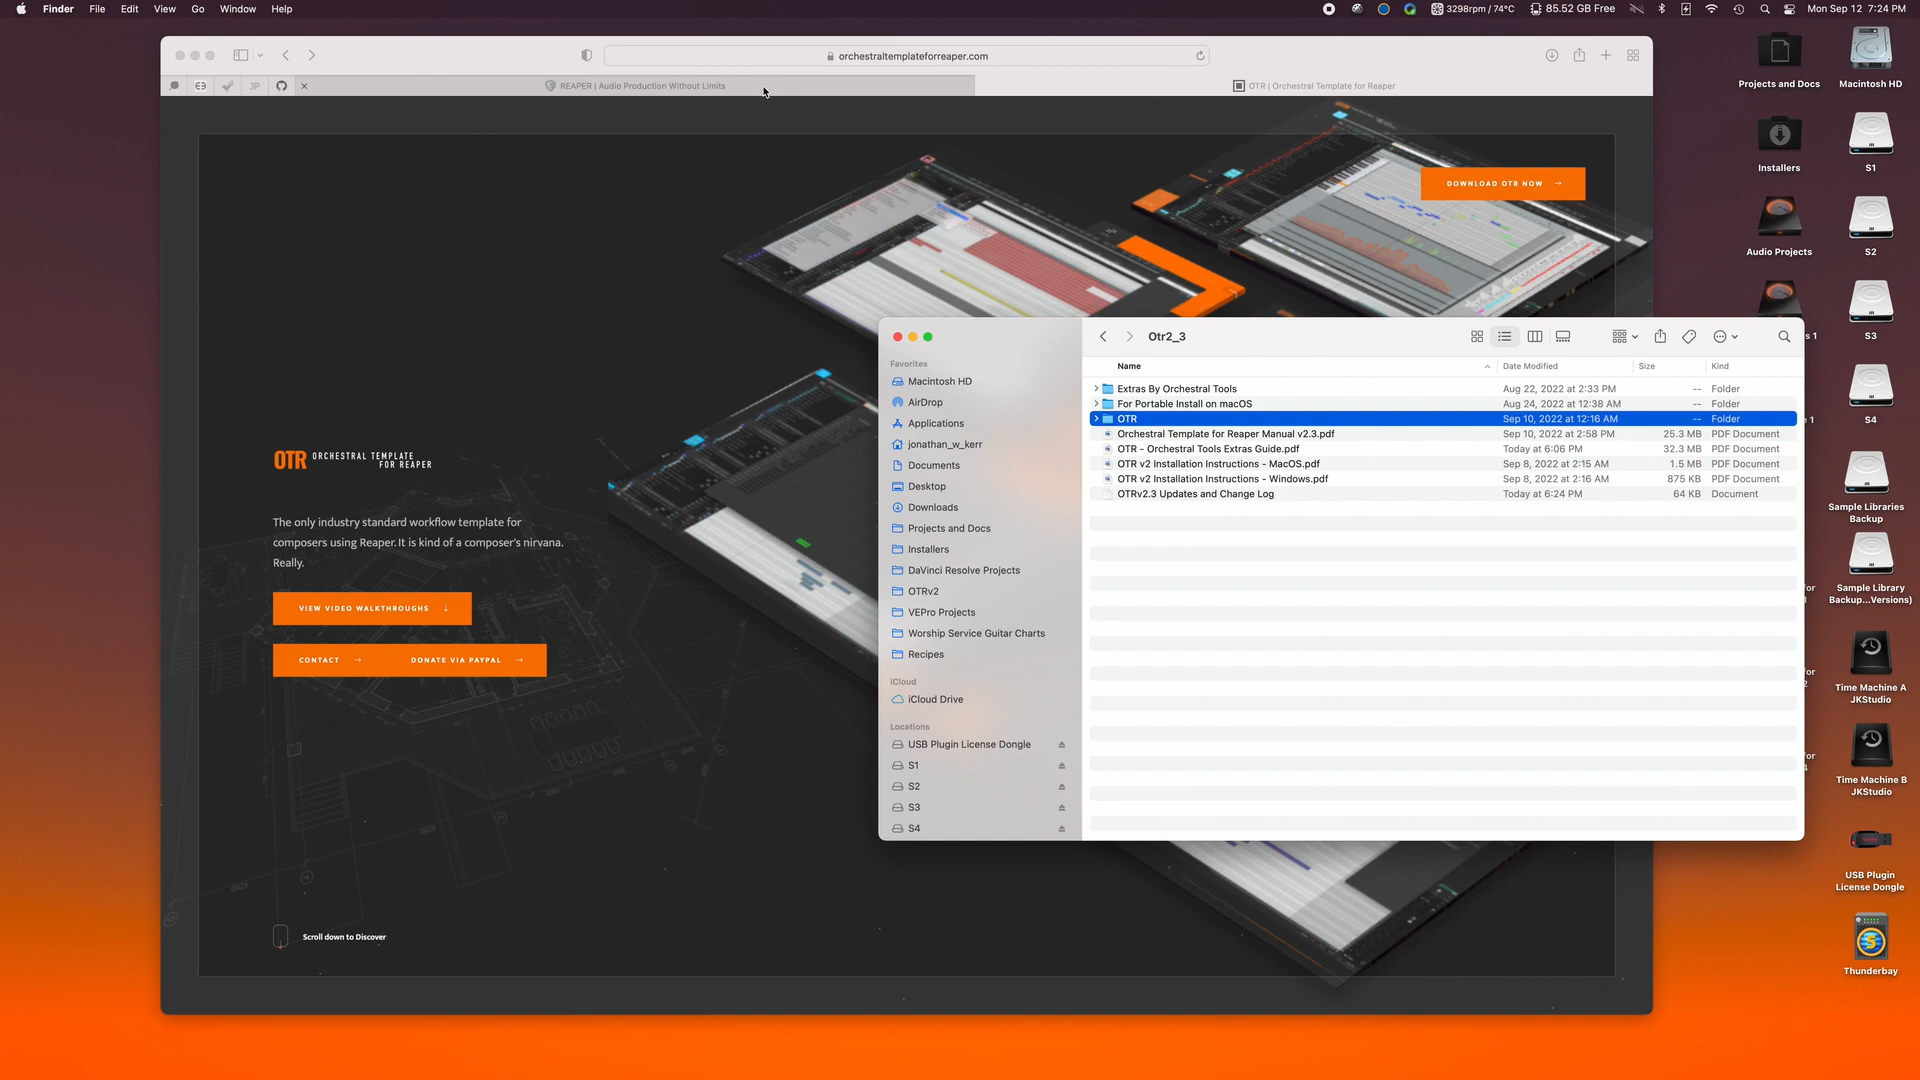 Finder File Edit View Go Window Help
3298rpm / 74°C 85.52 GB Free Mon Sep 12 7:24 PM
orchestraltemplateforreaper.com
JP REAPER | Audio Production Without Limits OTR | Orchestral Template for Reaper
DOWNLOAD OTR NOW →
OTR ORCHESTRAL TEMPLATE
FOR REAPER
The only industry standard workflow template for
composers using Reaper. It is kind of a composer's nirvana.
Really.
VIEW VIDEO WALKTHROUGHS ↓
CONTACT → DONATE VIA PAYPAL →
Scroll down to Discover
Otr2_3
Favorites
Macintosh HD
AirDrop
Applications
jonathan_w_kerr
Documents
Desktop
Downloads
Projects and Docs
Installers
DaVinci Resolve Projects
OTRv2
VEPro Projects
Worship Service Guitar Charts
Recipes
iCloud
iCloud Drive
Locations
USB Plugin License Dongle
S1
S2
S3
S4
Name Date Modified Size Kind
Extras By Orchestral Tools Aug 22, 2022 at 2:33 PM -- Folder
For Portable Install on macOS Aug 24, 2022 at 12:38 AM -- Folder
OTR Sep 10, 2022 at 12:16 AM -- Folder
Orchestral Template for Reaper Manual v2.3.pdf Sep 10, 2022 at 2:58 PM 25.3 MB PDF Document
OTR - Orchestral Tools Extras Guide.pdf Today at 6:06 PM 32.3 MB PDF Document
OTR v2 Installation Instructions - MacOS.pdf Sep 8, 2022 at 2:15 AM 1.5 MB PDF Document
OTR v2 Installation Instructions - Windows.pdf Sep 8, 2022 at 2:16 AM 875 KB PDF Document
OTRv2.3 Updates and Change Log Today at 6:24 PM 64 KB Document
Projects and Docs
Macintosh HD
Installers
S1
Audio Projects
S2
s 1
S3
e 1
S4
Sample Libraries
Backup
or
Sample Library
Backup...Versions)
or
Time Machine A
JKStudio
or
Time Machine B
JKStudio
USB Plugin
License Dongle
Thunderbay